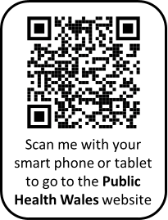 Scan me with your
smart phone or tablet
to go to the Public
Health Wales website